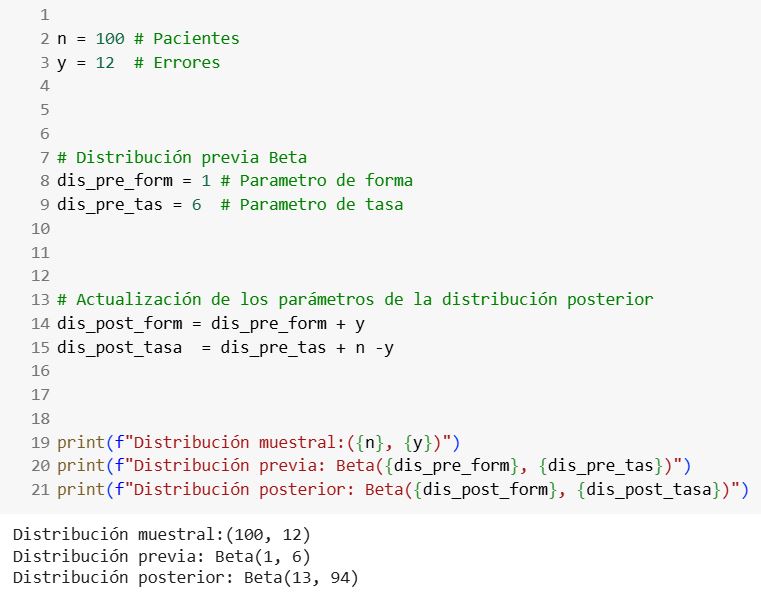 1
2 n = 100 # Pacientes
3 y = 12  # Errores
4
5
6
7 # Distribución previa Beta
8 dis_pre_form = 1 # Parametro de forma
9 dis_pre_tas = 6  # Parametro de tasa
10
11
12
13 # Actualización de los parámetros de la distribución posterior
14 dis_post_form = dis_pre_form + y
15 dis_post_tasa  = dis_pre_tas + n -y
16
17
18
19 print(f"Distribución muestral:({n}, {y})")
20 print(f"Distribución previa: Beta({dis_pre_form}, {dis_pre_tas})")
21 print(f"Distribución posterior: Beta({dis_post_form}, {dis_post_tasa})")
Distribución muestral:(100, 12)
Distribución previa: Beta(1, 6)
Distribución posterior: Beta(13, 94)